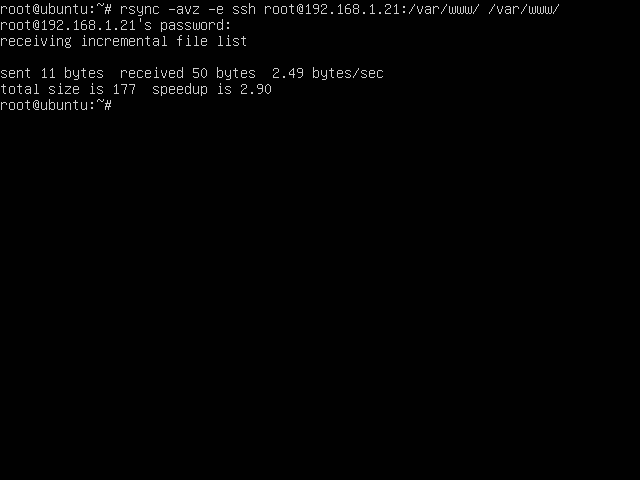 root@ubuntu:~# rsync -avz -e ssh root@192.168.1.21:/var/www/ /var/www/
root@192.168.1.21's password:
receiving incremental file list

sent 11 bytes  received 50 bytes  2.49 bytes/sec
total size is 177  speedup is 2.90
root@ubuntu:~#